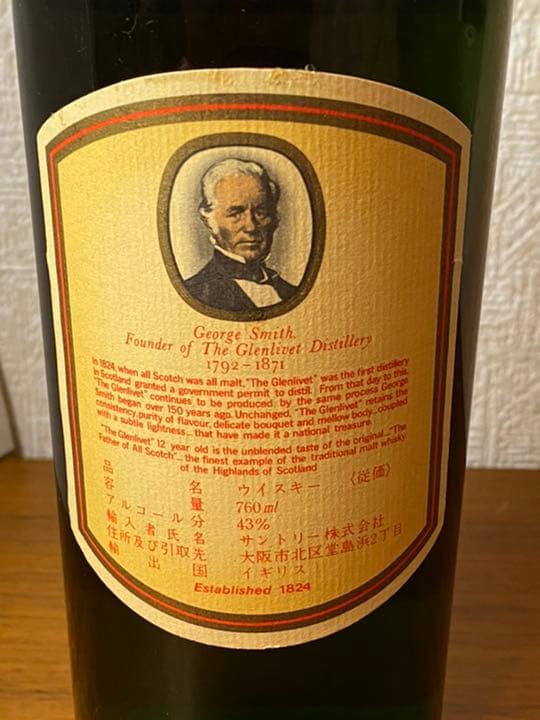 George Smith.
Founder of The Glenlivet Distillery
1792-1871
In 1824, when all Scotch was all malt, "The Glenlivet" was the first distillery
in Scotland granted a government permit to distil. From that day to this,
"The Glenlivet" continues to be produced by the same process George
Smith began over 150 years ago. Unchanged, "The Glenlivet" retains the
consistency, purity of flavour, delicate bouquet and mellow body...coupled
with a subtle lightness...that have made it a national treasure.
"The Glenlivet" 12 year old is the unblended taste of the original..."The
Father of All Scotch"...the finest example of the traditional malt whisky
of the Highlands of Scotland
品名 ウイスキー 〈従価〉
容量 760ml
アルコール分 43%
輸入者氏名 サントリー株式会社
住所及び引取先 大阪市北区堂島浜2丁目
輸出国 イギリス
Established 1824